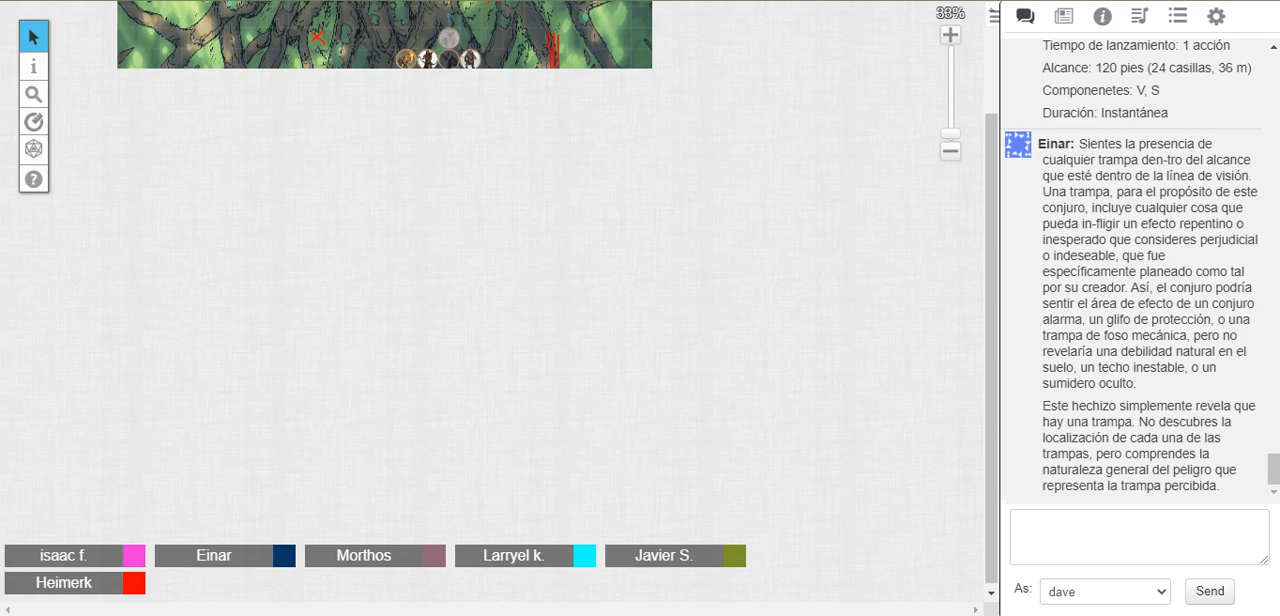 33%
Tiempo de lanzamiento: 1 acción
Alcance: 120 pies (24 casillas, 36 m)
Componenetes: V, S
Duración: Instantánea
Einar: Sientes la presencia de
cualquier trampa den-tro del alcance
que esté dentro de la línea de visión.
Una trampa, para el propósito de este
conjuro, incluye cualquier cosa que
pueda in-fligir un efecto repentino o
inesperado que consideres perjudicial
o indeseable, que fue
específicamente planeado como tal
por su creador. Así, el conjuro podría
sentir el área de efecto de un conjuro
alarma, un glifo de protección, o una
trampa de foso mecánica, pero no
revelaría una debilidad natural en el
suelo, un techo inestable, o un
sumidero oculto.
Este hechizo simplemente revela que
hay una trampa. No descubres la
localización de cada una de las
trampas, pero comprendes la
naturaleza general del peligro que
representa la trampa percibida.
isaac f.
Einar
Morthos
Larryel k.
Javier S.
Heimerk
As:
dave
Send